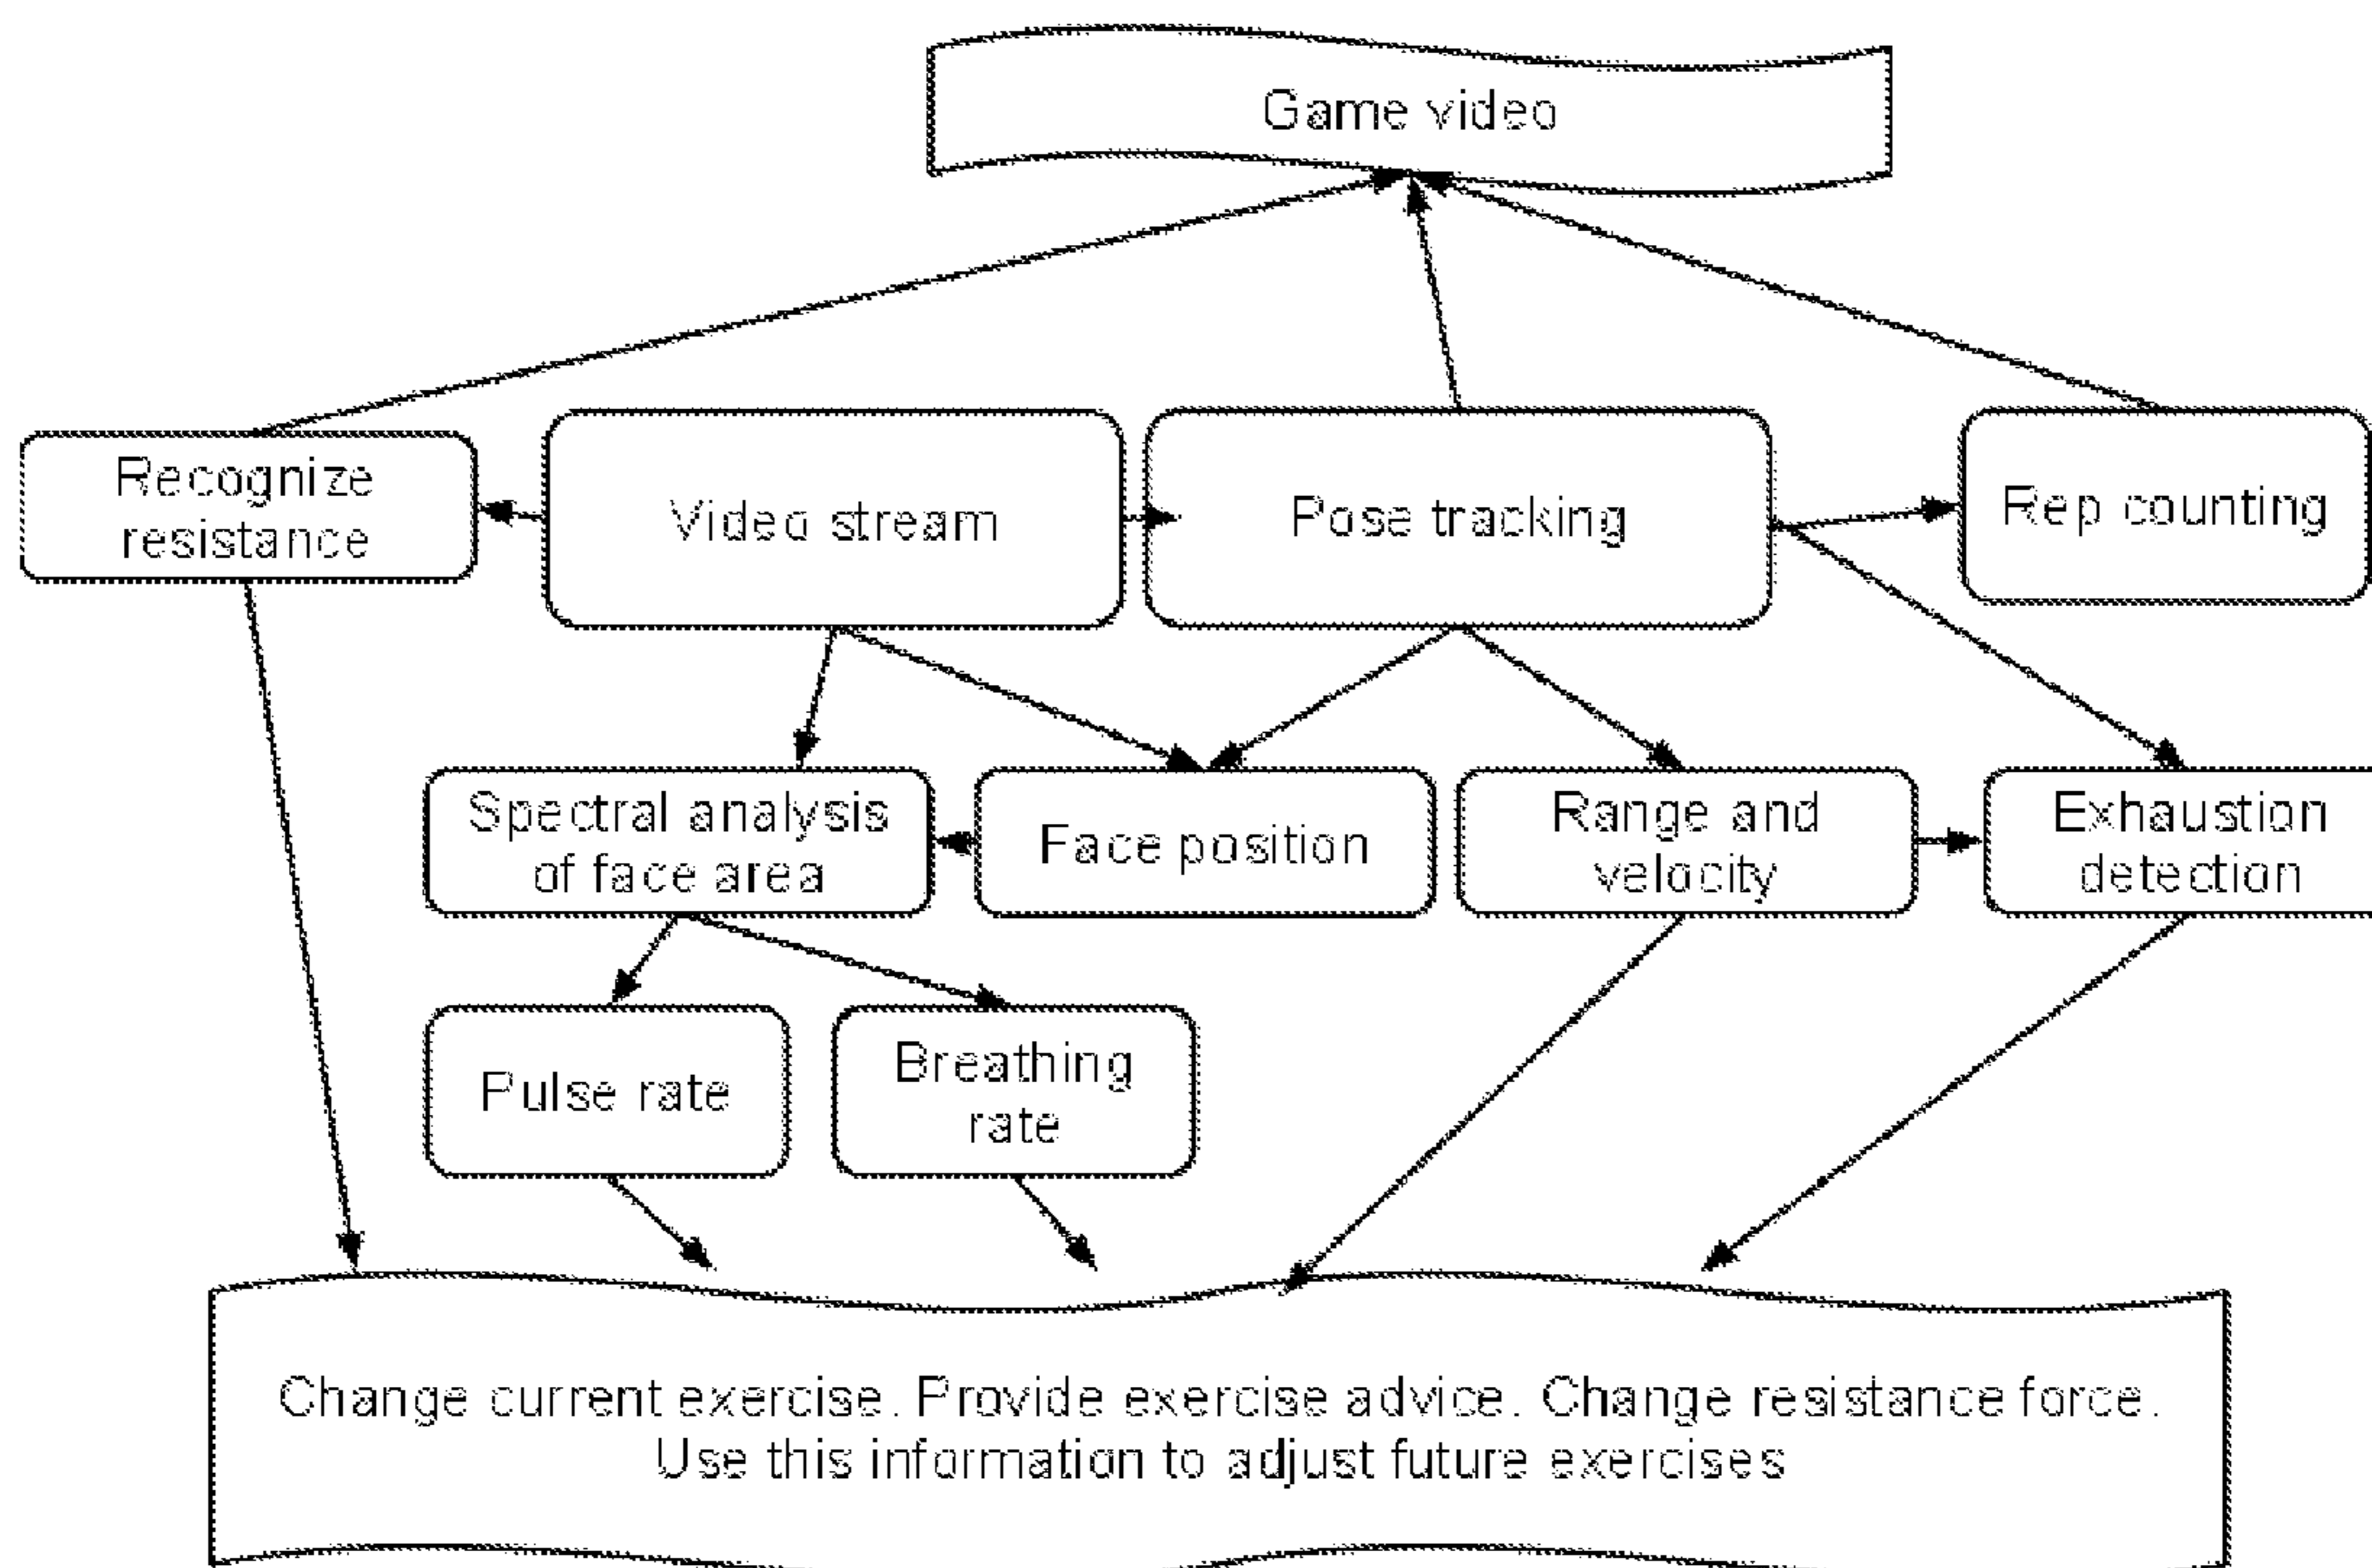 Game video
Recognize
resistance
Video stream
Pose tracking
Rep counting
Spectral analysis
of face area
Face position
Range and
velocity
Exhaustion
detection
Pulse rate
Breathing
rate
Change current exercise. Provide exercise advice. Change resistance force.
Use this information to adjust future exercises